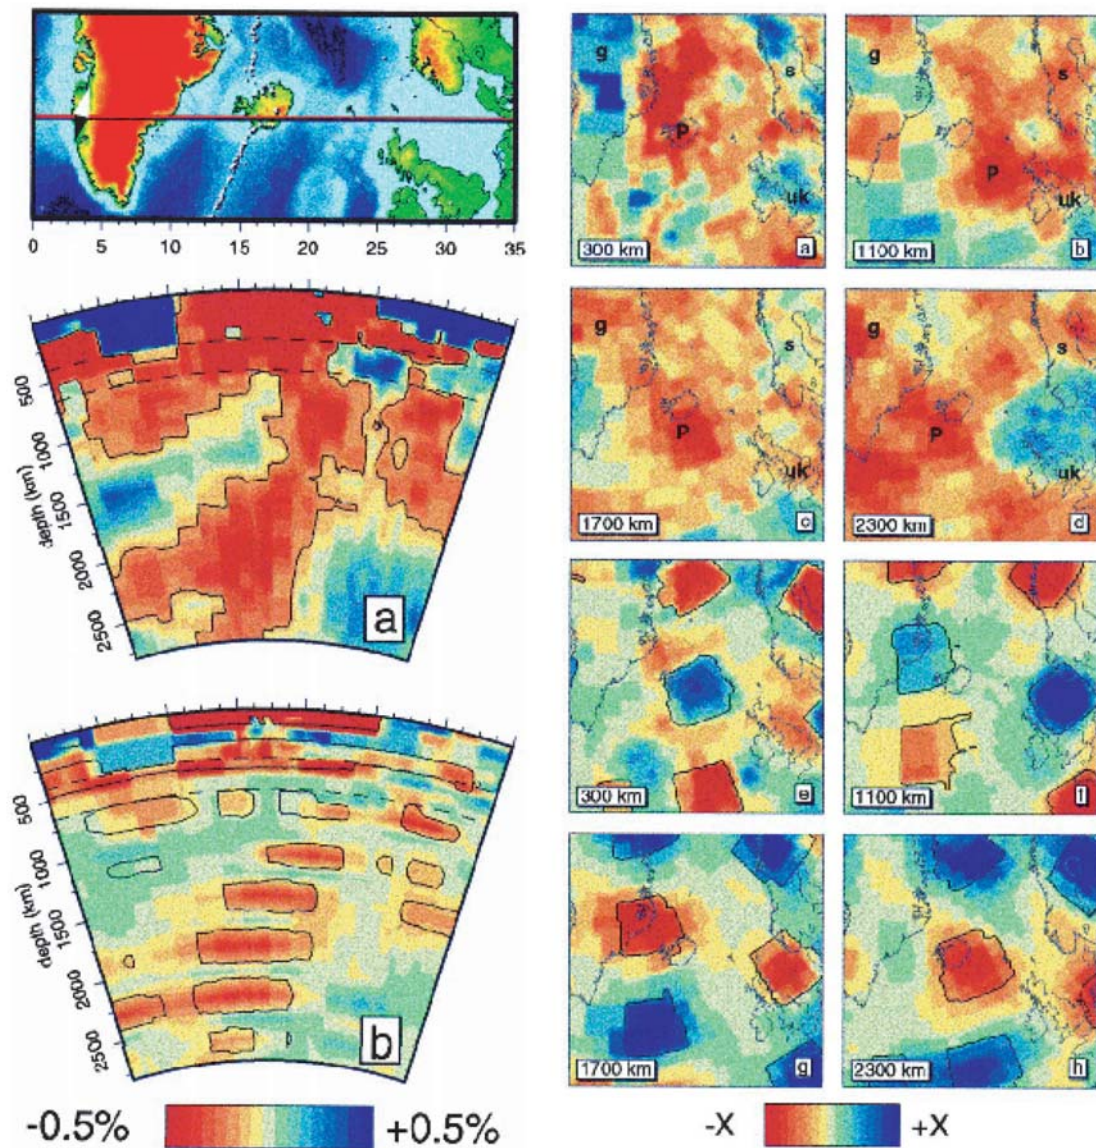 0 5 10 15 20 25 30 35
500
1000
1500
2000
2500
depth (km)
a
500
1000
1500
2000
2500
depth (km)
b
-0.5% +0.5%
g
s
P
uk
300 km
a
g
s
P
uk
1100 km
b
g
s
P
uk
1700 km
c
g
s
P
uk
2300 km
d
300 km
e
1100 km
f
1700 km
g
2300 km
h
-X +X